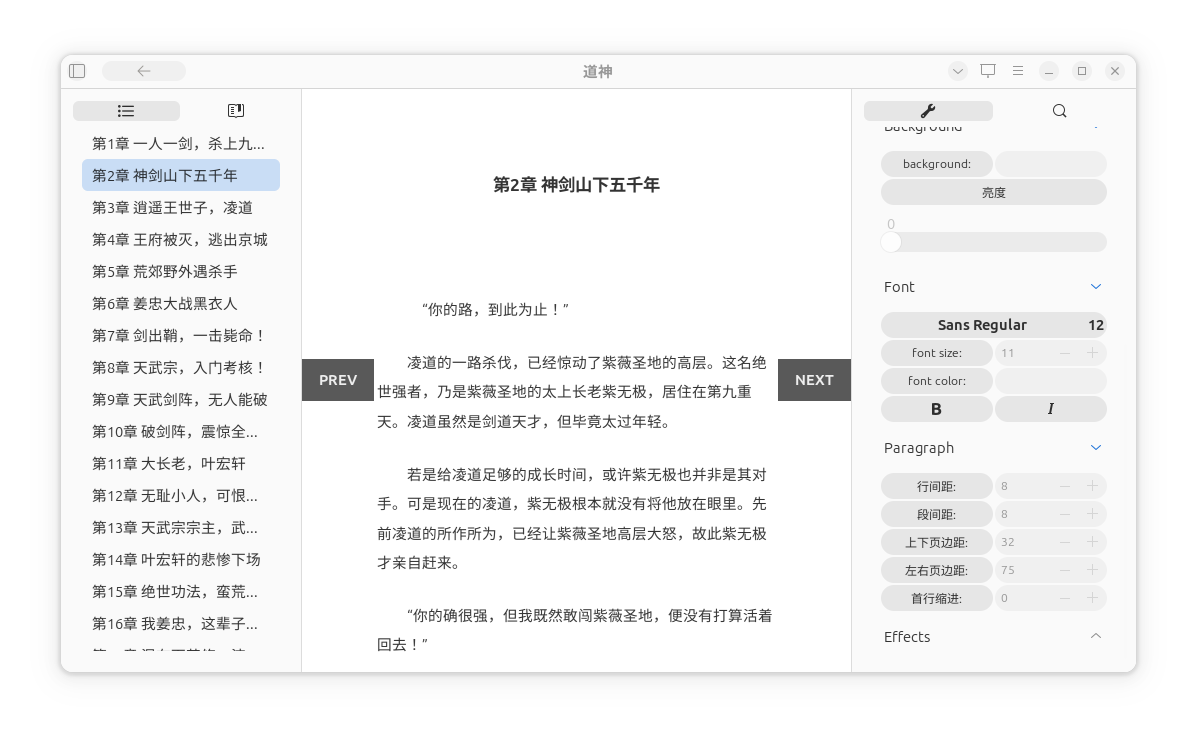 道神
第1章 一人一剑，杀上九...
第2章 神剑山下五千年
第3章 逍遥王世子，凌道
第4章 王府被灭，逃出京城
第5章 荒郊野外遇杀手
第6章 姜忠大战黑衣人
第7章 剑出鞘，一击毙命！
第8章 天武宗，入门考核！
第9章 天武剑阵，无人能破
第10章 破剑阵，震惊全...
第11章 大长老，叶宏轩
第12章 无耻小人，可恨...
第13章 天武宗宗主，武...
第14章 叶宏轩的悲惨下场
第15章 绝世功法，蛮荒...
第16章 我姜忠，这辈子...
第2章 神剑山下五千年
“你的路，到此为止！”
凌道的一路杀伐，已经惊动了紫薇圣地的高层。这名绝
世强者，乃是紫薇圣地的太上长老紫无极，居住在第九重
天。凌道虽然是剑道天才，但毕竟太过年轻。
若是给凌道足够的成长时间，或许紫无极也并非是其对
手。可是现在的凌道，紫无极根本就没有将他放在眼里。先
前凌道的所作所为，已经让紫薇圣地高层大怒，故此紫无极
才亲自赶来。
“你的确很强，但我既然敢闯紫薇圣地，便没有打算活着
回去！”
PREV
NEXT
Background
background:
亮度
0
Font
Sans Regular 12
font size: 11
font color:
B I
Paragraph
行间距: 8
段间距: 8
上下页边距: 32
左右页边距: 75
首行缩进: 0
Effects